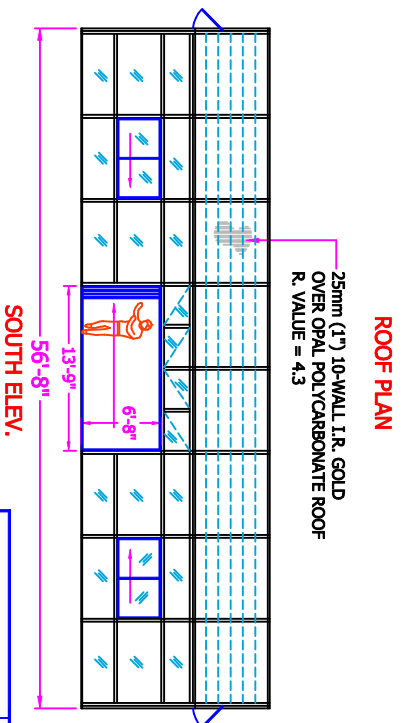 ROOF PLAN
25mm (1") 10-WALL I.R. GOLD
OVER OPAL POLYCARBONATE ROOF
R. VALUE = 4.3
6'-8"
13'-9"
56'-8"
SOUTH ELEV.